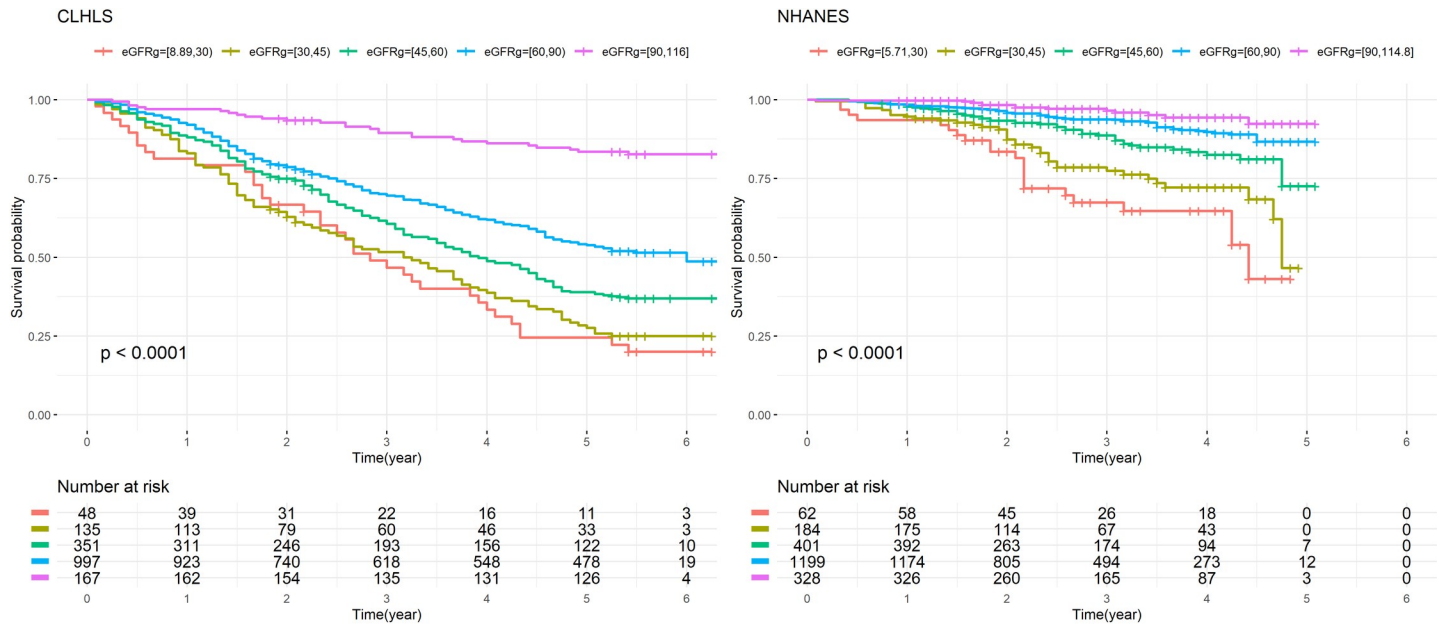 CLHLS
eGFRg=[8.89,30) eGFRg=[30,45) eGFRg=[45,60) eGFRg=[60,90) eGFRg=[90,116]
Survival probability
1.00
0.75
0.50
0.25
0.00
p < 0.0001
0 1 2 3 4 5 6
Time(year)
Number at risk
48 39 31 22 16 11 3
135 113 79 60 46 33 3
351 311 246 193 156 122 10
997 923 740 618 548 478 19
167 162 154 135 131 126 4
0 1 2 3 4 5 6
Time(year)
NHANES
eGFRg=[5.71,30) eGFRg=[30,45) eGFRg=[45,60) eGFRg=[60,90) eGFRg=[90,114.8]
Survival probability
1.00
0.75
0.50
0.25
0.00
p < 0.0001
0 1 2 3 4 5 6
Time(year)
Number at risk
62 58 45 26 18 0 0
184 175 114 67 43 0 0
401 392 263 174 94 7 0
1199 1174 805 494 273 12 0
328 326 260 165 87 3 0
0 1 2 3 4 5 6
Time(year)